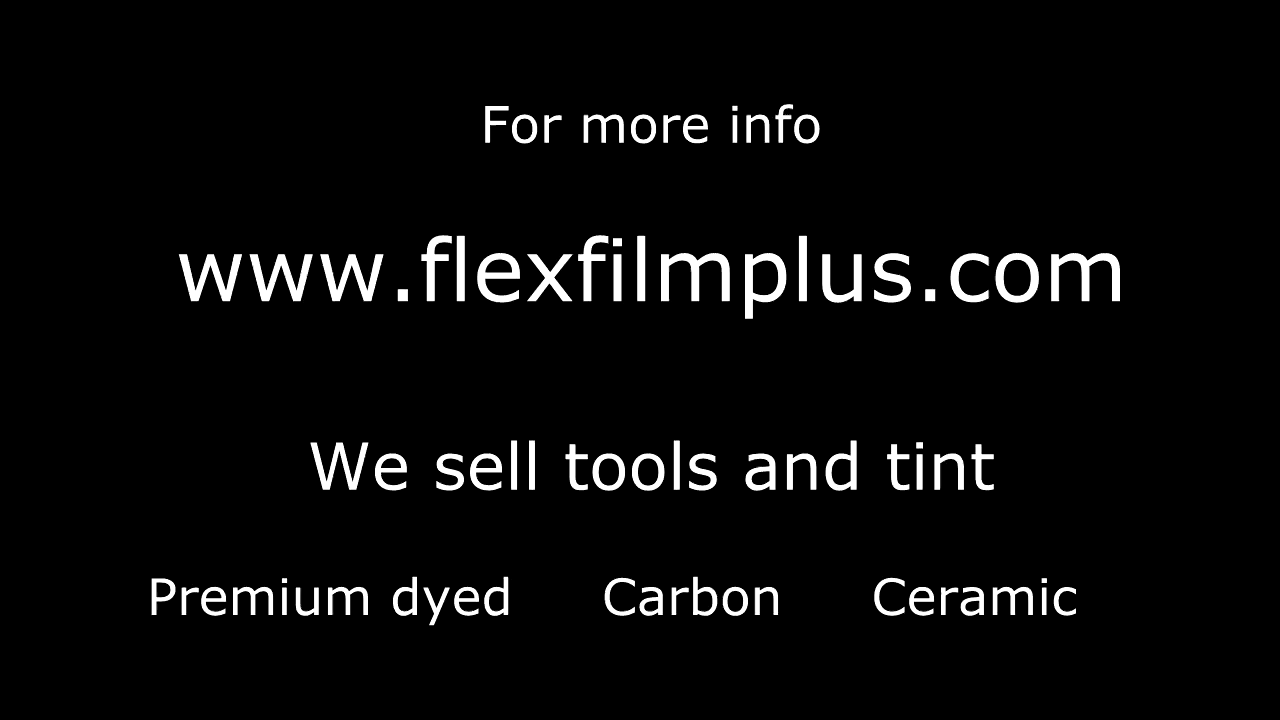 For more info
www.flexfilmplus.com
We sell tools and tint
Premium dyed Carbon Ceramic